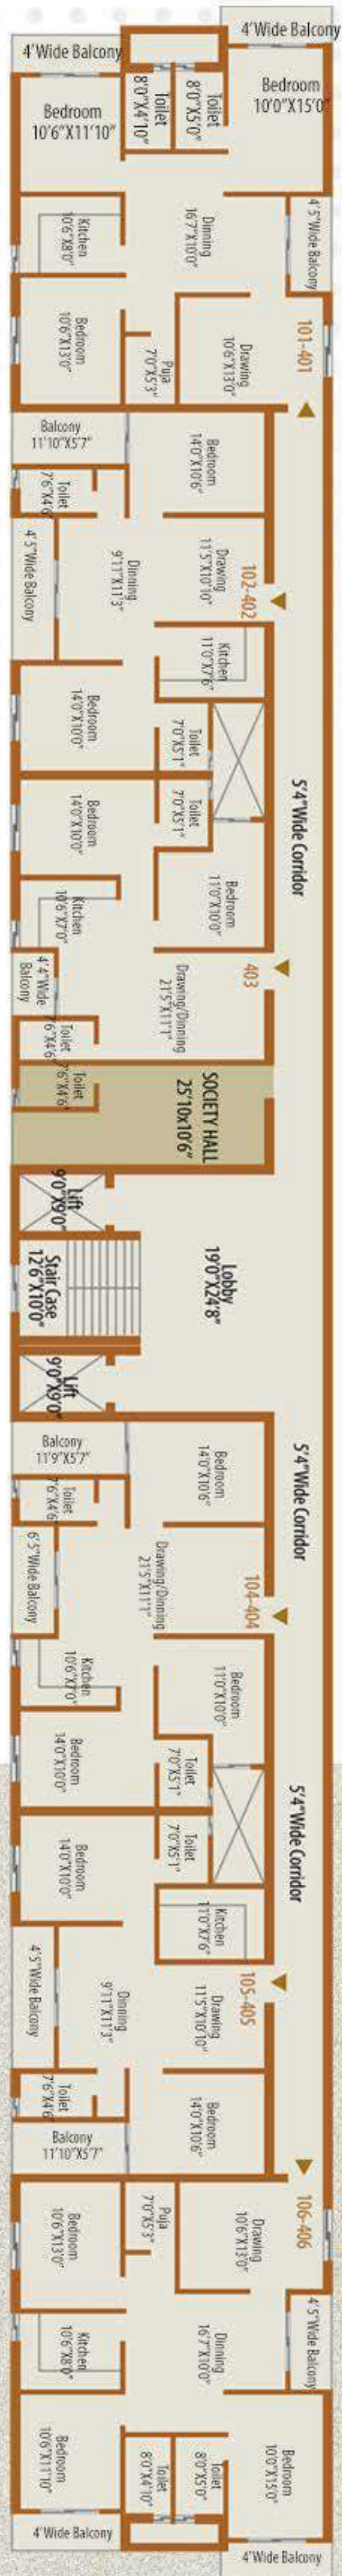 4'Wide Balcony
4'Wide Balcony
Bedroom
10'0"X15'0"
Toilet
8'0"X5'0"
Toilet
8'0"X4'10"
Bedroom
10'6"X11'10"
4'5"Wide Balcony
Dinning
16'7"X10'0"
Kitchen
10'6"X8'0"
101-401
Drawing
10'6"X13'0"
Puja
7'0"X5'3"
Bedroom
10'6"X13'0"
Balcony
11'10"X5'7"
Bedroom
14'0"X10'6"
Toilet
7'6"X4'6"
102-402
Drawing
11'5"X10'10"
Dinning
9'11"X11'3"
4'5"Wide Balcony
Kitchen
11'0"X7'6"
Bedroom
14'0"X10'0"
Toilet
7'0"X5'1"
5'4"Wide Corridor
Toilet
7'0"X5'1"
Bedroom
14'0"X10'0"
Bedroom
11'0"X10'0"
Kitchen
10'6"X7'0"
403
Drawing/Dinning
21'5"X11'1"
4'4"Wide
Balcony
Toilet
7'6"X4'6"
Toilet
7'6"X4'6"
SOCIETY HALL
25'10x10'6"
Lift
9'0"X9'0"
Lobby
19'0"X24'8"
Stair Case
12'6"X10'0"
Lift
9'0"X9'0"
Balcony
11'9"X5'7"
Bedroom
14'0"X10'6"
5'4"Wide Corridor
Toilet
7'6"X4'6"
104-404
Drawing/Dinning
21'5"X11'1"
6'5"Wide Balcony
Kitchen
10'6"X7'0"
Bedroom
11'0"X10'0"
Bedroom
14'0"X10'0"
Toilet
7'0"X5'1"
5'4"Wide Corridor
Toilet
7'0"X5'1"
Bedroom
14'0"X10'0"
Kitchen
11'0"X7'6"
105-405
Drawing
11'5"X10'10"
Dinning
9'11"X11'3"
4'5"Wide Balcony
Toilet
7'6"X4'6"
Bedroom
14'0"X10'6"
Balcony
11'10"X5'7"
106-406
Drawing
10'6"X13'0"
Puja
7'0"X5'3"
Bedroom
10'6"X13'0"
4'5"Wide Balcony
Dinning
16'7"X10'0"
Kitchen
10'6"X8'0"
Bedroom
10'0"X15'0"
Toilet
8'0"X5'0"
Toilet
8'0"X4'10"
Bedroom
10'6"X11'10"
4'Wide Balcony
4'Wide Balcony